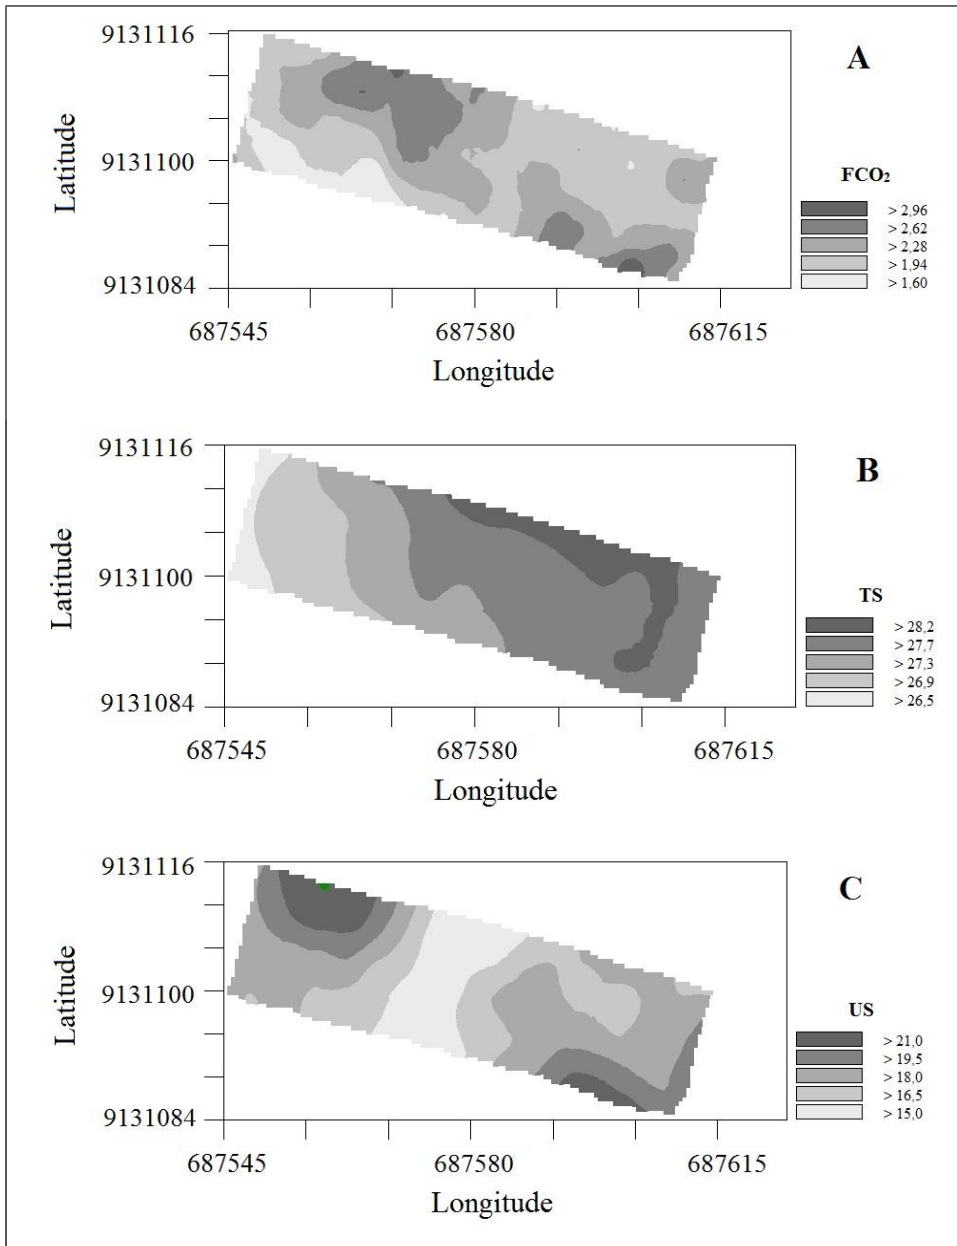 A
9131116
9131100
9131084
Latitude
687545 687580 687615
Longitude
FCO₂
> 2,96
> 2,62
> 2,28
> 1,94
> 1,60
B
9131116
9131100
9131084
Latitude
687545 687580 687615
Longitude
TS
> 28,2
> 27,7
> 27,3
> 26,9
> 26,5
C
9131116
9131100
9131084
Latitude
687545 687580 687615
Longitude
US
> 21,0
> 19,5
> 18,0
> 16,5
> 15,0